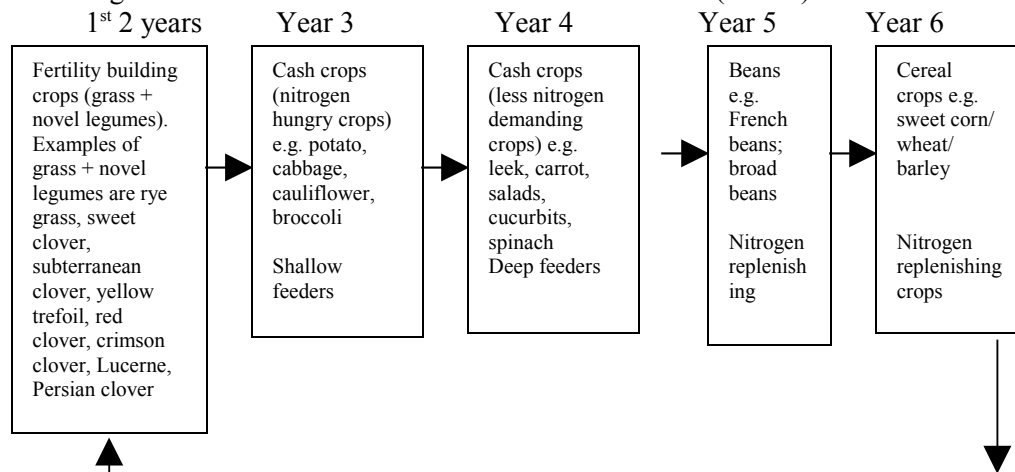 1st 2 years Year 3 Year 4 Year 5 Year 6
Fertility building
crops (grass +
novel legumes).
Examples of
grass + novel
legumes are rye
grass, sweet
clover,
subterranean
clover, yellow
trefoil, red
clover, crimson
clover, Lucerne,
Persian clover
Cash crops
(nitrogen
hungry crops)
e.g. potato,
cabbage,
cauliflower,
broccoli
Shallow
feeders
Cash crops
(less nitrogen
demanding
crops) e.g.
leek, carrot,
salads,
cucurbits,
spinach
Deep feeders
Beans
e.g.
French
beans;
broad
beans
Nitrogen
replenish
ing
Cereal
crops e.g.
sweet corn/
wheat/
barley
Nitrogen
replenishing
crops